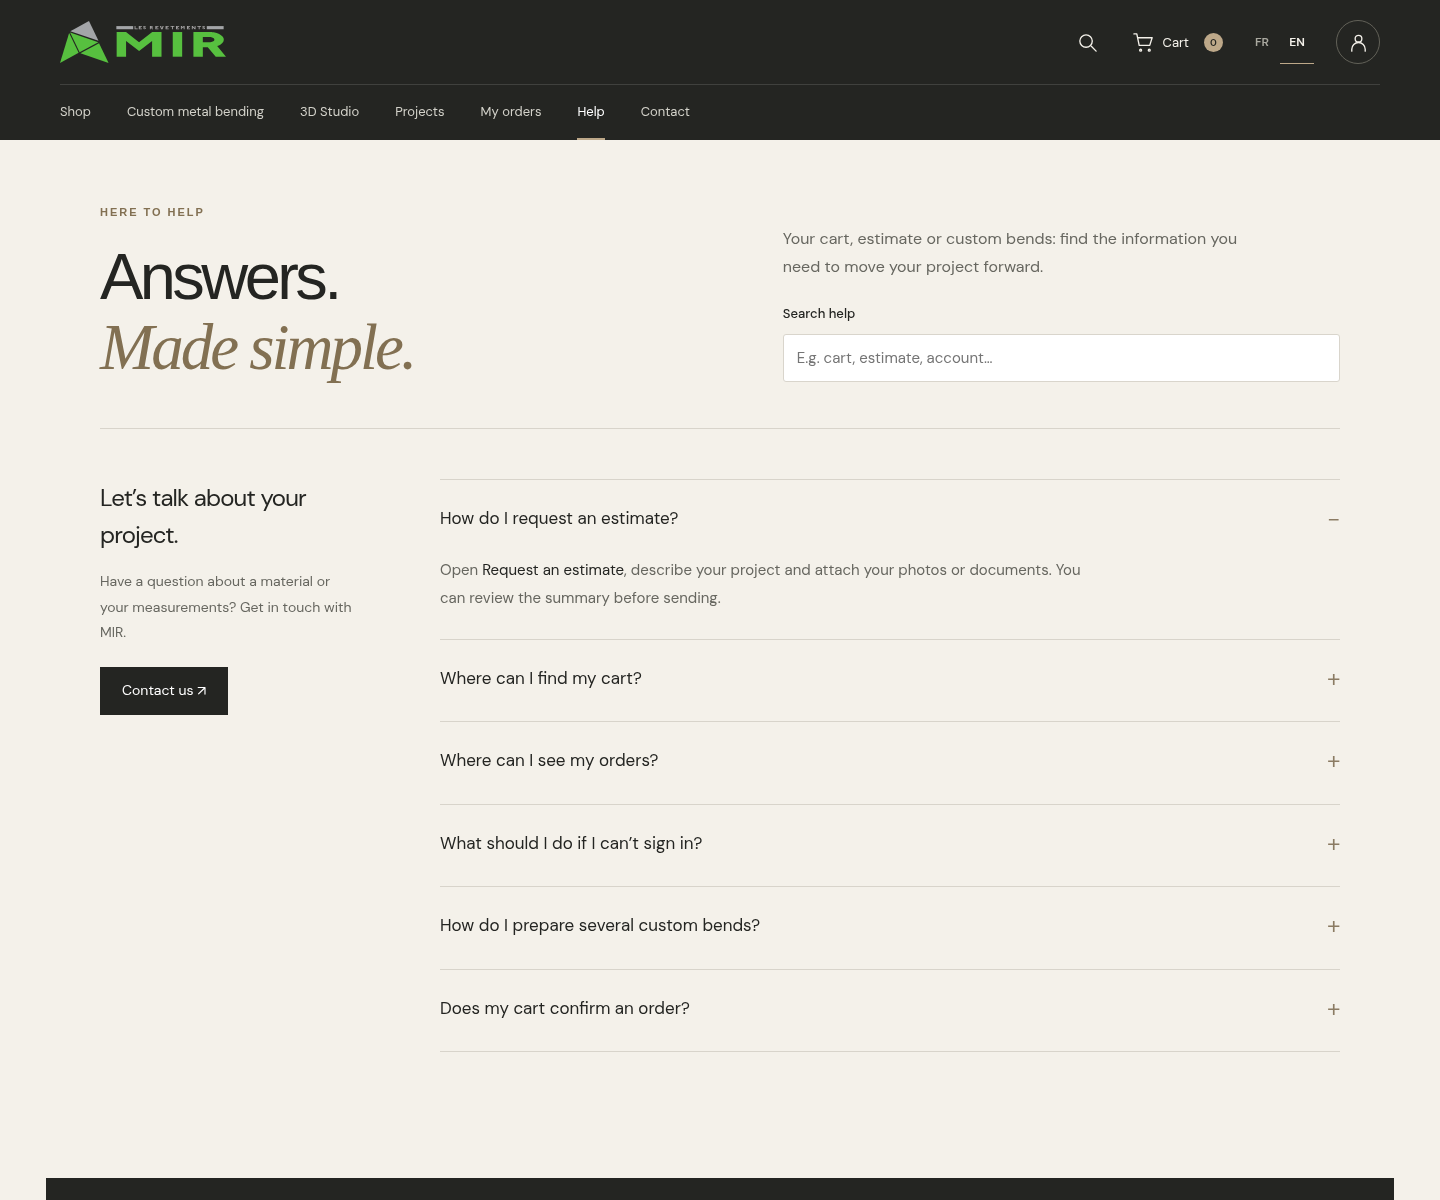 LES REVETEMENTS
MIR
Cart 0 FR EN
Shop Custom metal bending 3D Studio Projects My orders Help Contact
HERE TO HELP
Answers.
Made simple.
Your cart, estimate or custom bends: find the information you
need to move your project forward.
Search help
E.g. cart, estimate, account…
Let’s talk about your
project.
Have a question about a material or
your measurements? Get in touch with
MIR.
Contact us ↗
How do I request an estimate? −
Open Request an estimate, describe your project and attach your photos or documents. You
can review the summary before sending.
Where can I find my cart? +
Where can I see my orders? +
What should I do if I can’t sign in? +
How do I prepare several custom bends? +
Does my cart confirm an order? +